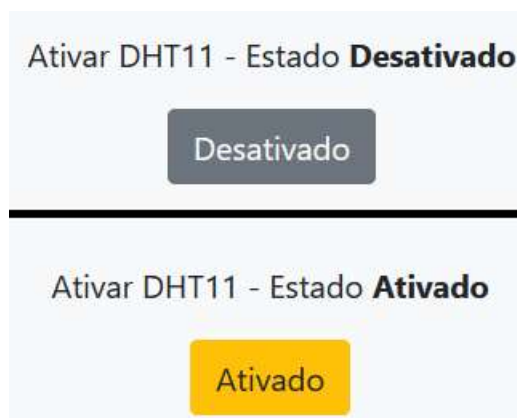 Ativar DHT11 - Estado Desativado
Desativado
Ativar DHT11 - Estado Ativado
Ativado